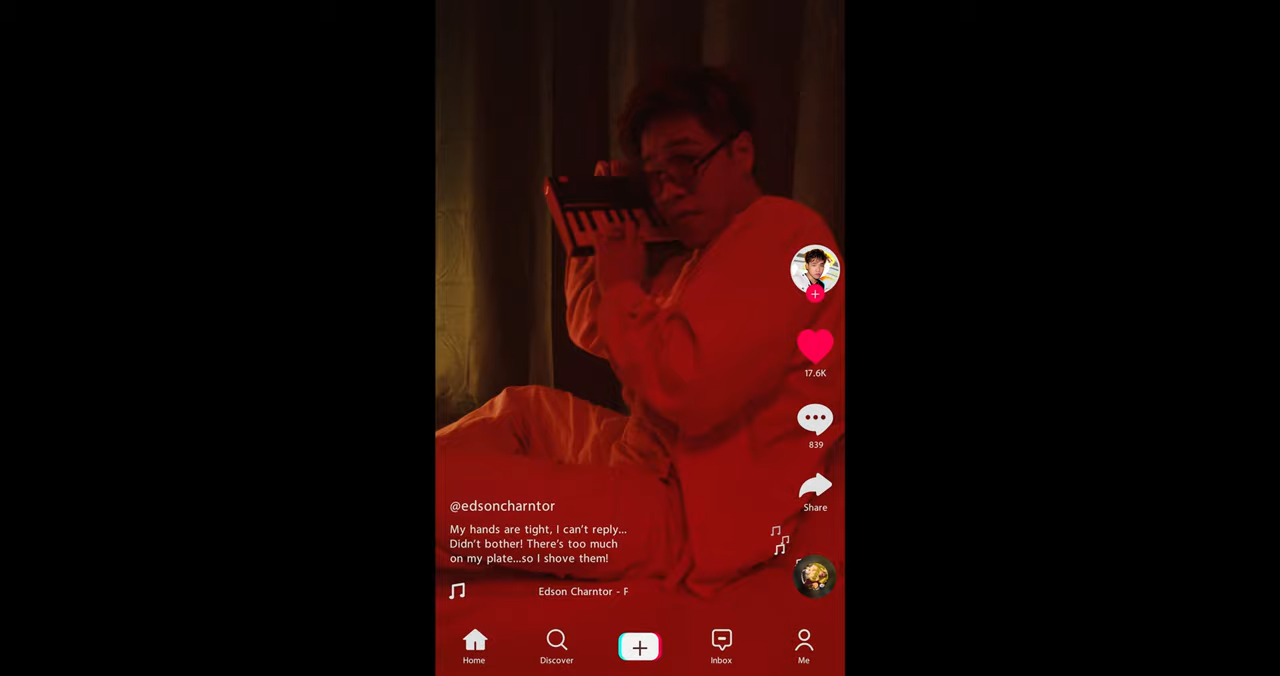 17.6K
839
Share
@edsoncharntor
My hands are tight, I can't reply...
Didn't bother! There's too much
on my plate...so I shove them!
Edson Charntor - F
Home
Discover
Inbox
Me